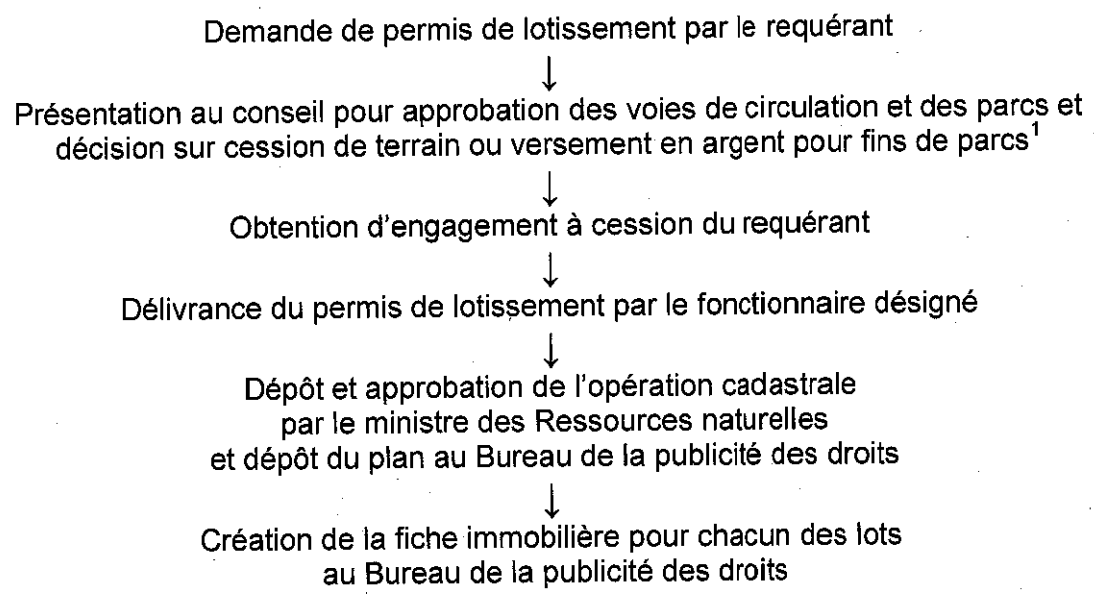 Demande de permis de lotissement par le requérant
↓
Présentation au conseil pour approbation des voies de circulation et des parcs et
décision sur cession de terrain ou versement en argent pour fins de parcs¹
↓
Obtention d'engagement à cession du requérant
↓
Délivrance du permis de lotissement par le fonctionnaire désigné
↓
Dépôt et approbation de l'opération cadastrale
par le ministre des Ressources naturelles
et dépôt du plan au Bureau de la publicité des droits
↓
Création de la fiche immobilière pour chacun des lots
au Bureau de la publicité des droits